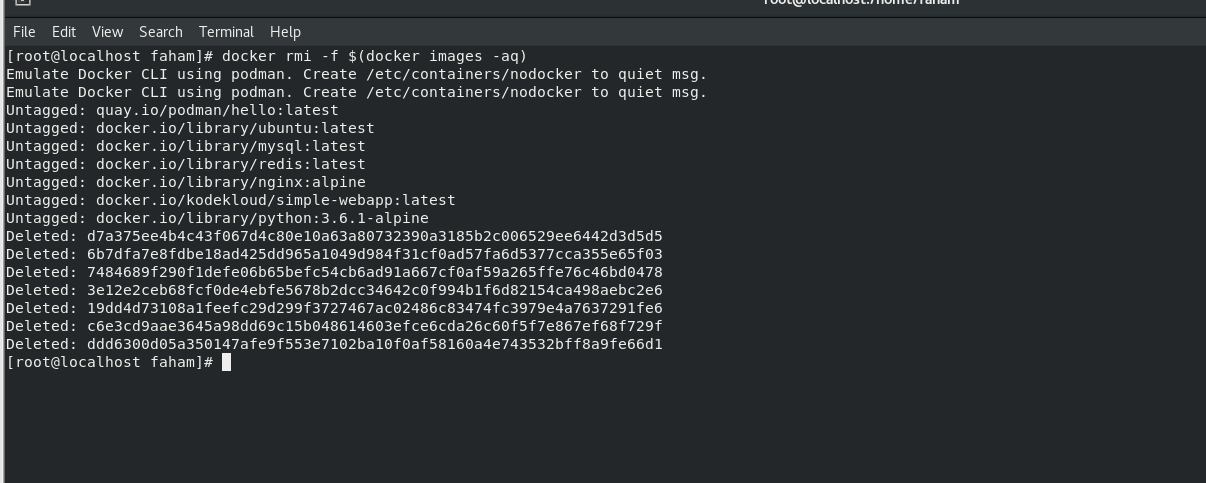 root@localhost:/home/faham
File Edit View Search Terminal Help
[root@localhost faham]# docker rmi -f $(docker images -aq)
Emulate Docker CLI using podman. Create /etc/containers/nodocker to quiet msg.
Emulate Docker CLI using podman. Create /etc/containers/nodocker to quiet msg.
Untagged: quay.io/podman/hello:latest
Untagged: docker.io/library/ubuntu:latest
Untagged: docker.io/library/mysql:latest
Untagged: docker.io/library/redis:latest
Untagged: docker.io/library/nginx:alpine
Untagged: docker.io/kodekloud/simple-webapp:latest
Untagged: docker.io/library/python:3.6.1-alpine
Deleted: d7a375ee4b4c43f067d4c80e10a63a80732390a3185b2c006529ee6442d3d5d5
Deleted: 6b7dfa7e8fdbe18ad425dd965a1049d984f31cf0ad57fa6d5377cca355e65f03
Deleted: 7484689f290f1defe06b65befc54cb6ad91a667cf0af59a265ffe76c46bd0478
Deleted: 3e12e2ceb68fcf0de4ebfe5678b2dcc34642c0f994b1f6d82154ca498aebc2e6
Deleted: 19dd4d73108a1feefc29d299f3727467ac02486c83474fc3979e4a7637291fe6
Deleted: c6e3cd9aae3645a98dd69c15b048614603efce6cda26c60f5f7e867ef68f729f
Deleted: ddd6300d05a350147afe9f553e7102ba10f0af58160a4e743532bff8a9fe66d1
[root@localhost faham]#